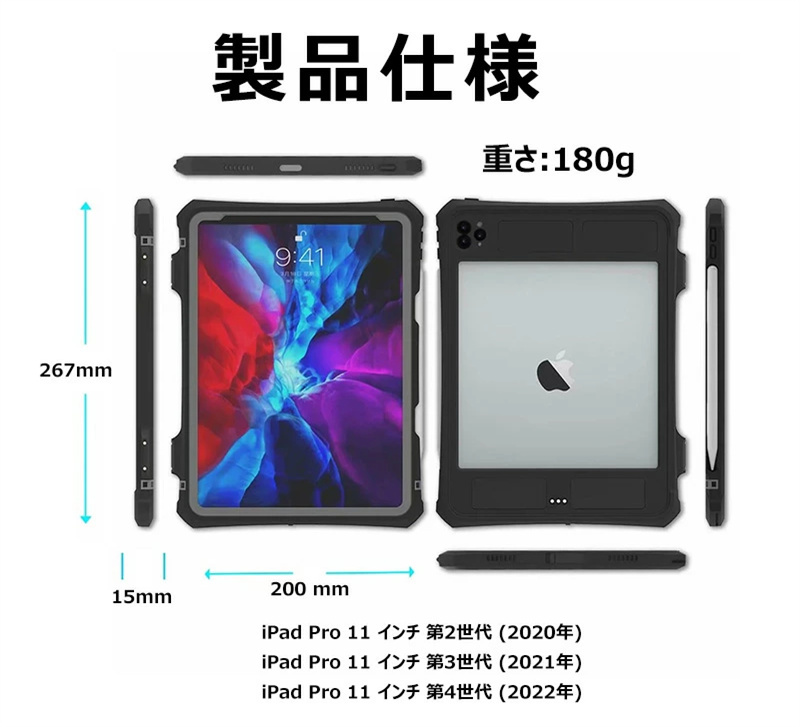 製品仕様
重さ:180g
9:41
267mm
15mm
200 mm
iPad Pro 11 インチ 第2世代 (2020年)
iPad Pro 11 インチ 第3世代 (2021年)
iPad Pro 11 インチ 第4世代 (2022年)